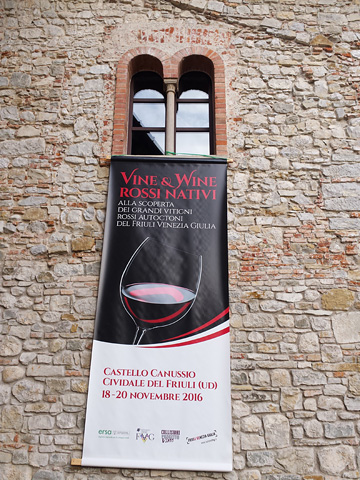 Vine & Wine
Rossi Nativi
alla scoperta
dei grandi vitigni
rossi autoctoni
del Friuli Venezia Giulia
Castello Canussio
Cividale del Friuli (UD)
18-20 novembre 2016
ersa
FVG